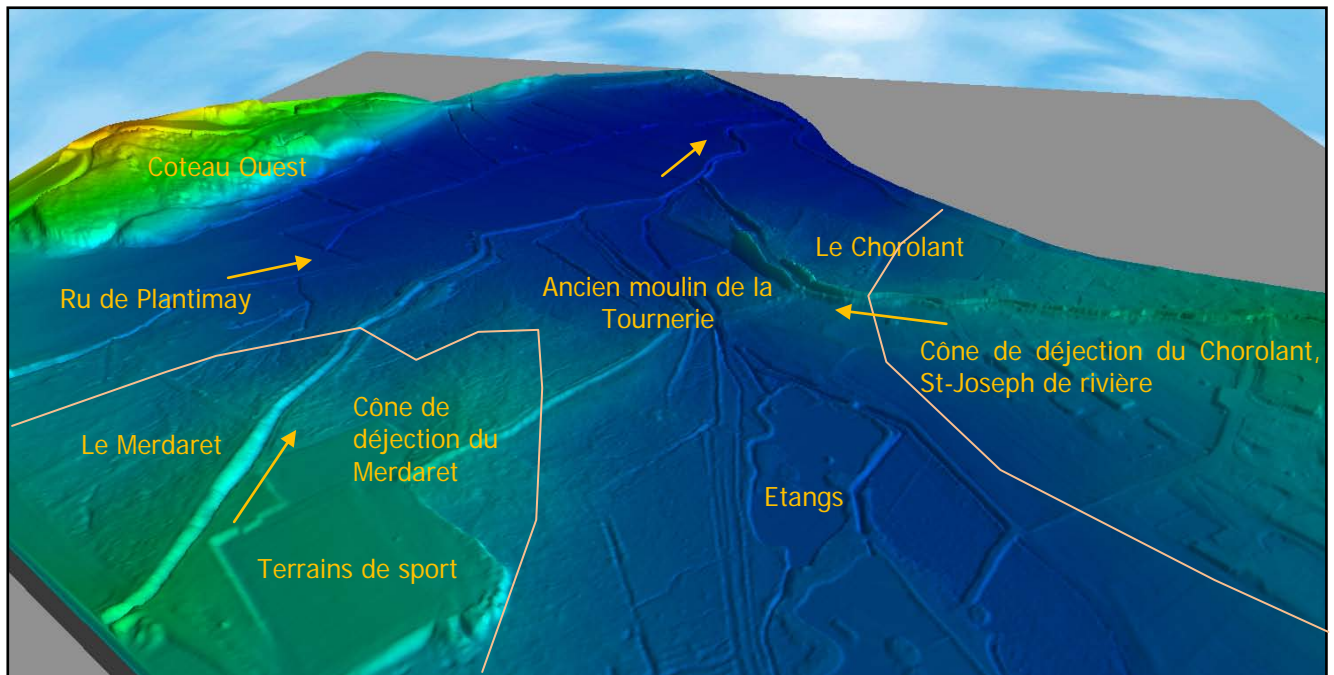 Coteau Ouest
Le Chorolant
Ru de Plantimay
Ancien moulin de la
Tournerie
Cône de déjection du Chorolant,
St-Joseph de rivière
Cône de
déjection du
Merdaret
Le Merdaret
Etangs
Terrains de sport